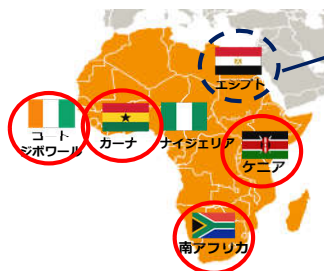 エジプト
コート
ジボワール
カーナ
ナイジェリア
ケニア
南アフリカ